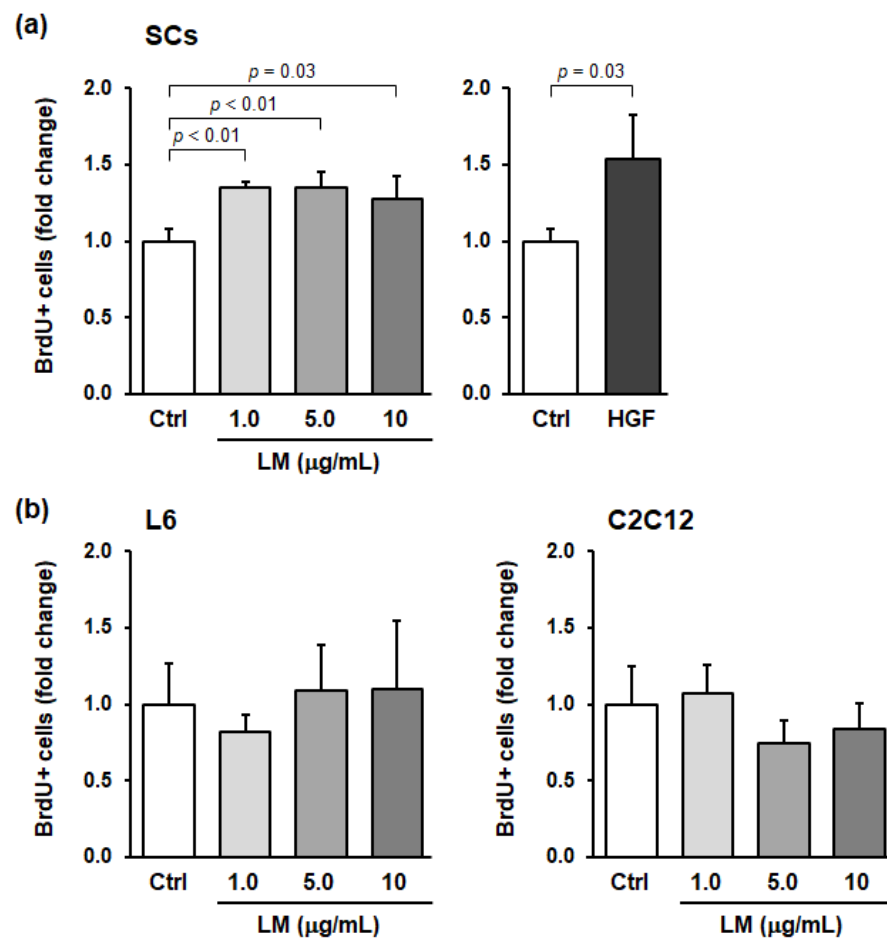 (a)
SCs
BrdU+ cells (fold change)
2.0
1.5
1.0
0.5
0.0
p = 0.03
p < 0.01
p < 0.01
Ctrl 1.0 5.0 10
LM (μg/mL)
2.0
1.5
1.0
0.5
0.0
p = 0.03
Ctrl HGF
(b)
L6
BrdU+ cells (fold change)
2.0
1.5
1.0
0.5
0.0
Ctrl 1.0 5.0 10
LM (μg/mL)
C2C12
BrdU+ cells (fold change)
2.0
1.5
1.0
0.5
0.0
Ctrl 1.0 5.0 10
LM (μg/mL)